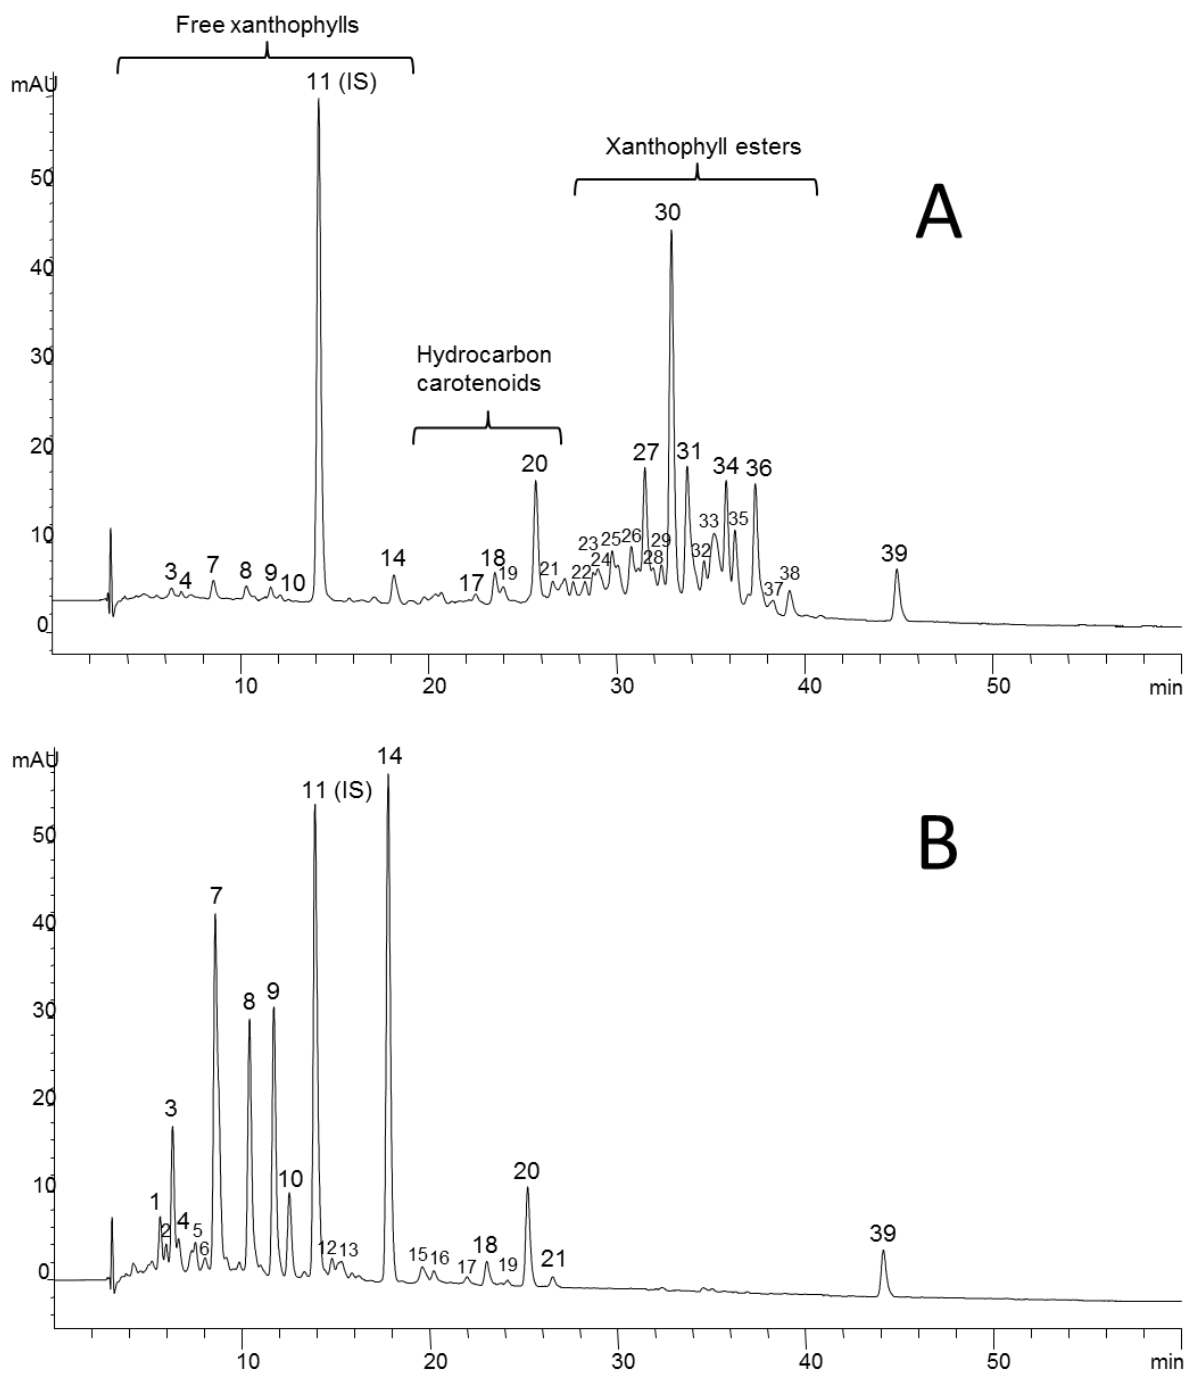 Free xanthophylls
mAU
11 (IS)
Xanthophyll esters
50
A
30
40
Hydrocarbon
carotenoids
30
20
20
27 31
34 36
10
33 35
23 25 26 29
24 28 32
3 4 7 8 9 10
14
17 18 19
21 22
37 38
39
0
10 20 30 40 50 min
mAU
14
11 (IS)
50
B
7
40
8 9
30
20
3
10
1 2 4 5 6
10
12 13
15 16 17 18 19
20
21
39
0
10 20 30 40 50 min